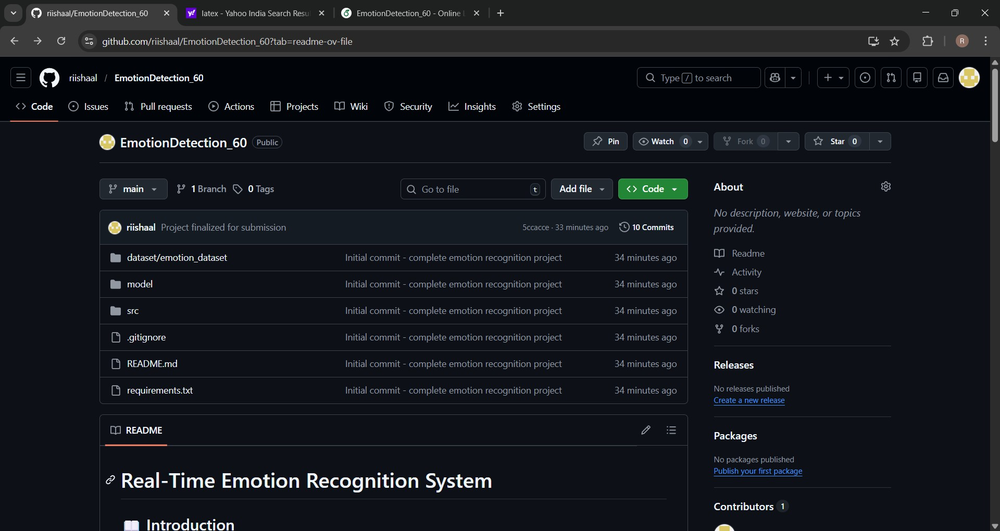 riishaal/EmotionDetection_60
latex - Yahoo India Search Resu
EmotionDetection_60 - Online
github.com/riishaal/EmotionDetection_60?tab=readme-ov-file
R
riishaal / EmotionDetection_60
Type / to search
Code
Issues
Pull requests
Actions
Projects
Wiki
Security
Insights
Settings
EmotionDetection_60 Public
Pin
Watch 0
Fork 0
Star 0
main
1 Branch
0 Tags
Go to file t
Add file
<> Code
riishaal Project finalized for submission 5ccacce · 33 minutes ago 10 Commits
dataset/emotion_dataset Initial commit - complete emotion recognition project 34 minutes ago
model Initial commit - complete emotion recognition project 34 minutes ago
src Initial commit - complete emotion recognition project 34 minutes ago
.gitignore Initial commit - complete emotion recognition project 34 minutes ago
README.md Initial commit - complete emotion recognition project 34 minutes ago
requirements.txt Initial commit - complete emotion recognition project 34 minutes ago
README
Real-Time Emotion Recognition System
Introduction
About
No description, website, or topics
provided.
Readme
Activity
0 stars
0 watching
0 forks
Releases
No releases published
Create a new release
Packages
No packages published
Publish your first package
Contributors 1